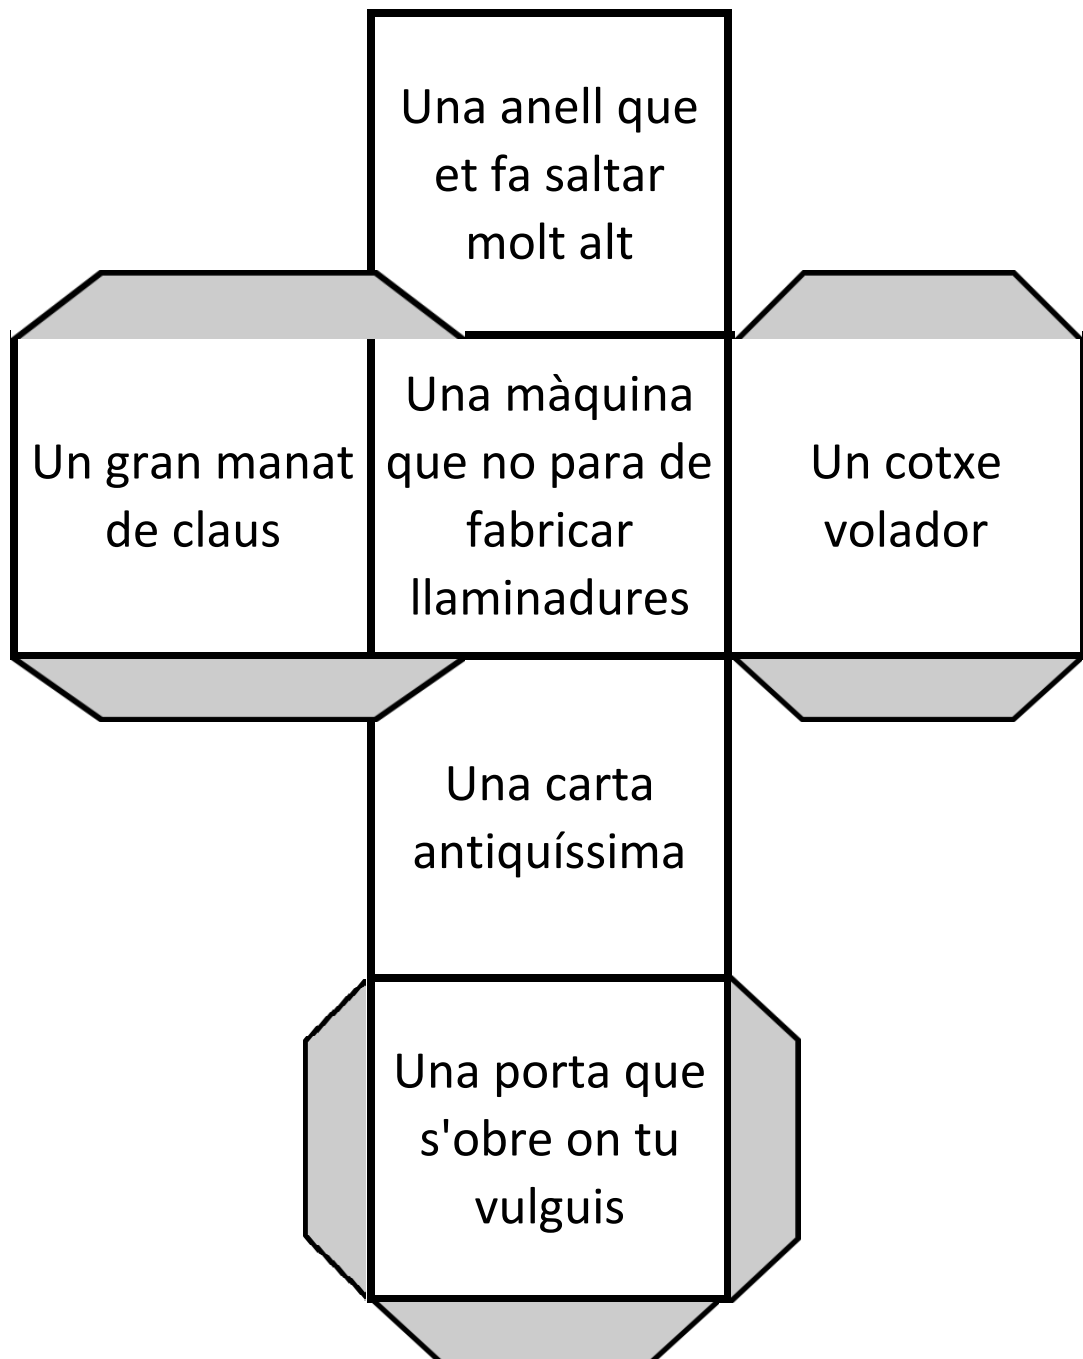 Una anell que
et fa saltar
molt alt
Un gran manat
de claus
Una màquina
que no para de
fabricar
llaminadures
Un cotxe
volador
Una carta
antiquíssima
Una porta que
s'obre on tu
vulguis